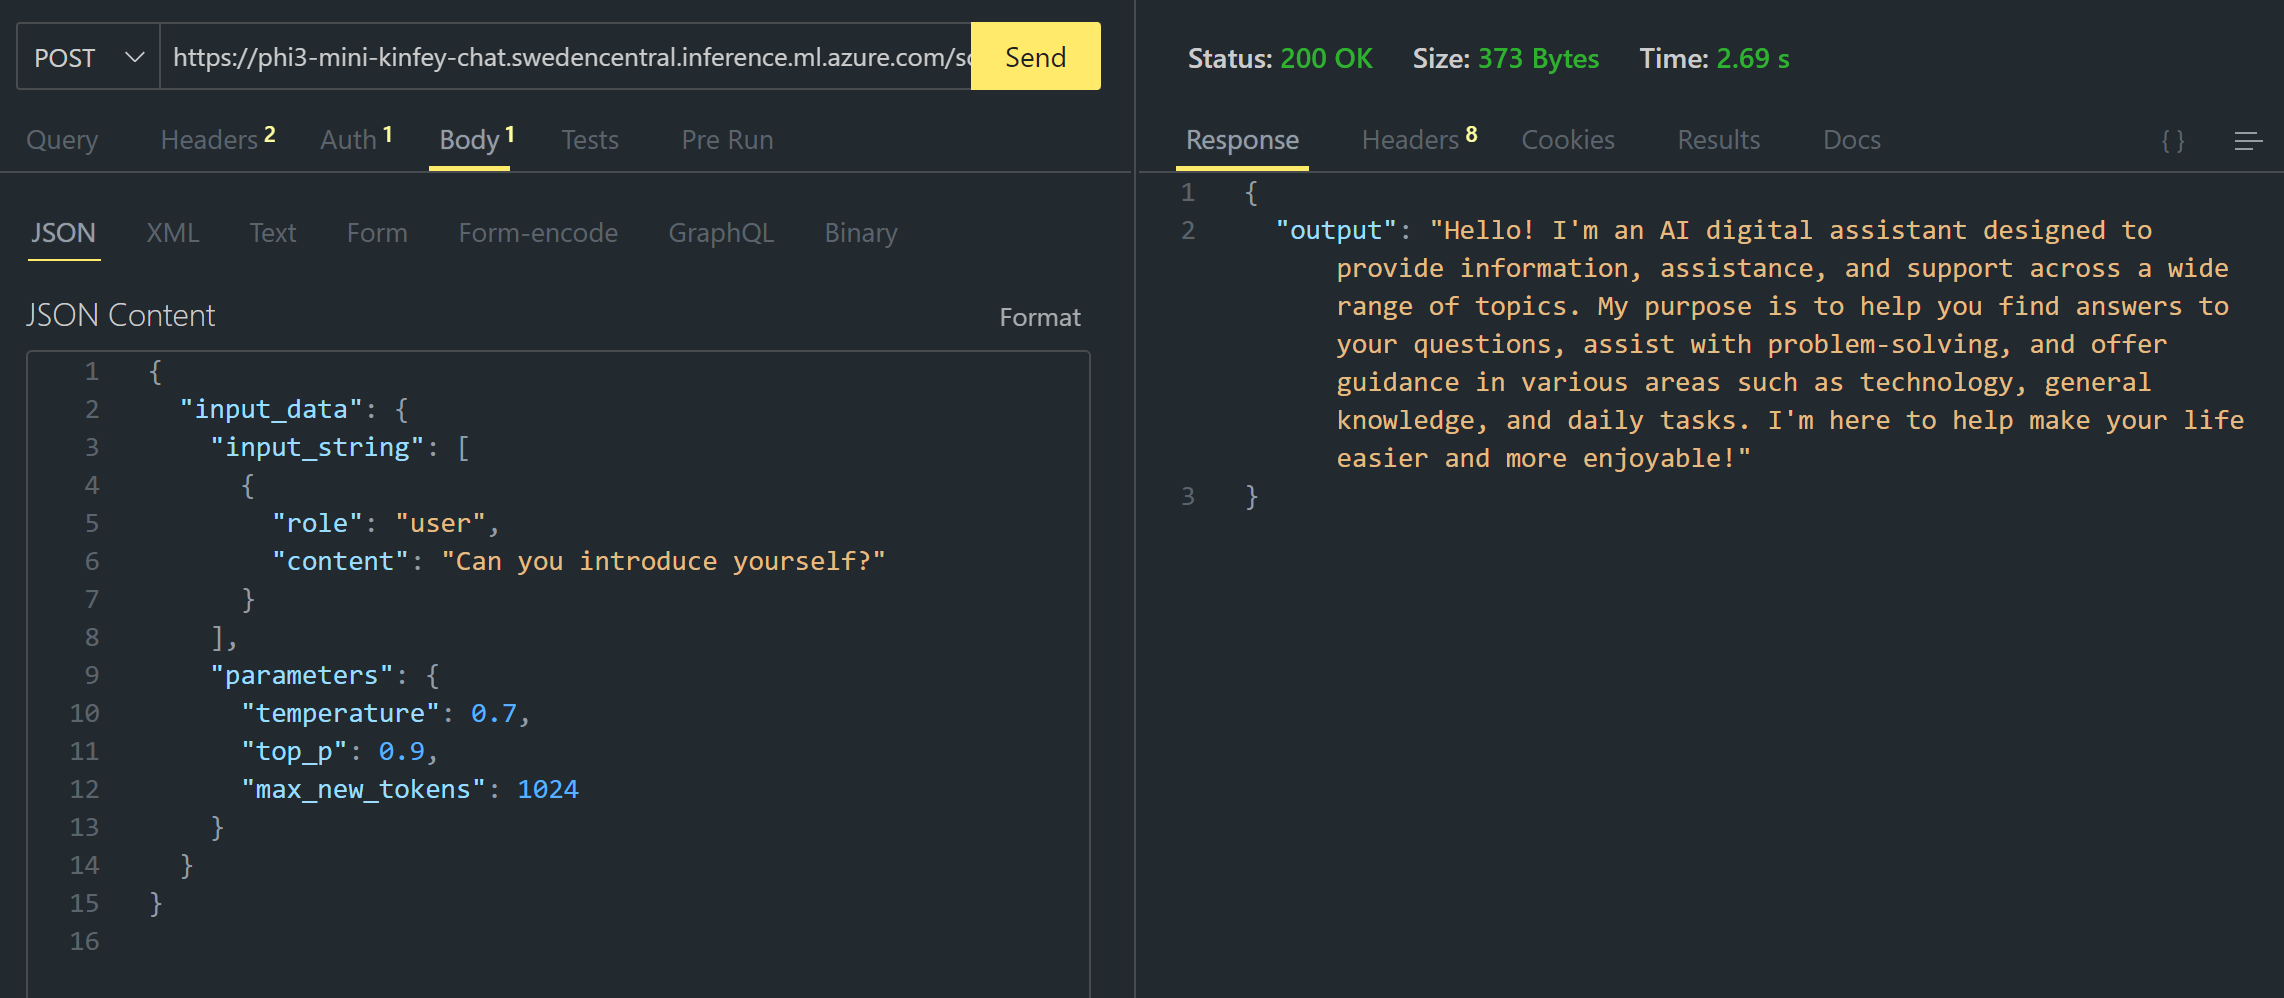 POST
https://phi3-mini-kinfey-chat.swedencentral.inference.ml.azure.com/sc
Send
Query Headers 2 Auth 1 Body 1 Tests Pre Run
JSON XML Text Form Form-encode GraphQL Binary
JSON Content Format
1 {
2 "input_data": {
3 "input_string": [
4 {
5 "role": "user",
6 "content": "Can you introduce yourself?"
7 }
8 ],
9 "parameters": {
10 "temperature": 0.7,
11 "top_p": 0.9,
12 "max_new_tokens": 1024
13 }
14 }
15 }
16
Status: 200 OK Size: 373 Bytes Time: 2.69 s
Response Headers 8 Cookies Results Docs { }
1 {
2 "output": "Hello! I'm an AI digital assistant designed to
provide information, assistance, and support across a wide
range of topics. My purpose is to help you find answers to
your questions, assist with problem-solving, and offer
guidance in various areas such as technology, general
knowledge, and daily tasks. I'm here to help make your life
easier and more enjoyable!"
3 }